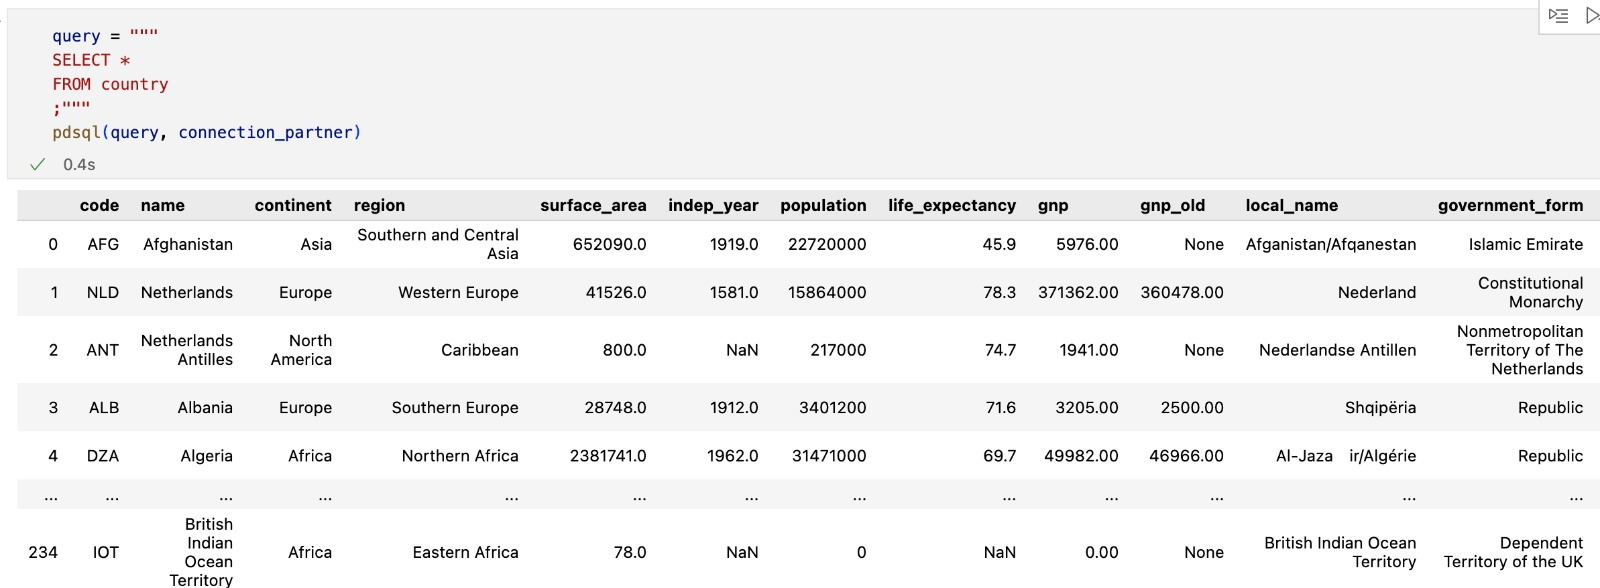 query = """
SELECT *
FROM country
;"""
pdsql(query, connection_partner)
0.4s
code name continent region surface_area indep_year population life_expectancy gnp gnp_old local_name government_form
0 AFG Afghanistan Asia Southern and Central Asia 652090.0 1919.0 22720000 45.9 5976.00 None Afganistan/Afqanestan Islamic Emirate
1 NLD Netherlands Europe Western Europe 41526.0 1581.0 15864000 78.3 371362.00 360478.00 Nederland Constitutional Monarchy
2 ANT Netherlands Antilles North America Caribbean 800.0 NaN 217000 74.7 1941.00 None Nederlandse Antillen Nonmetropolitan Territory of The Netherlands
3 ALB Albania Europe Southern Europe 28748.0 1912.0 3401200 71.6 3205.00 2500.00 Shqipëria Republic
4 DZA Algeria Africa Northern Africa 2381741.0 1962.0 31471000 69.7 49982.00 46966.00 Al-Jaza ir/Algérie Republic
... ... ... ... ... ... ... ... ... ... ... ... ...
234 IOT British Indian Ocean Territory Africa Eastern Africa 78.0 NaN 0 NaN 0.00 None British Indian Ocean Territory Dependent Territory of the UK